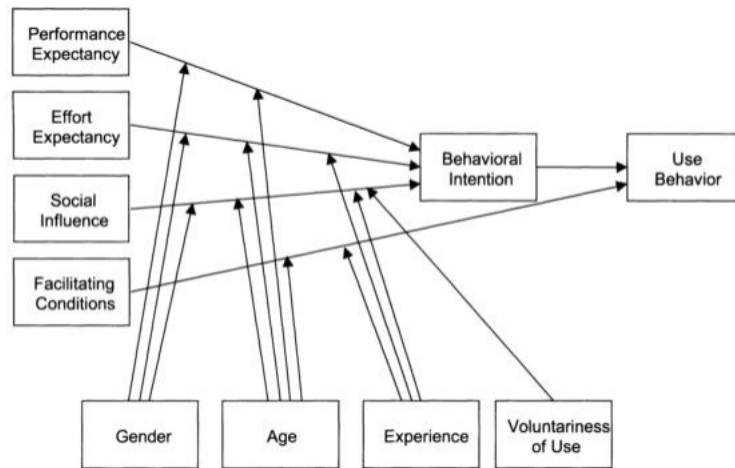 Performance
Expectancy
Effort
Expectancy
Social
Influence
Facilitating
Conditions
Behavioral
Intention
Use
Behavior
Gender
Age
Experience
Voluntariness
of Use